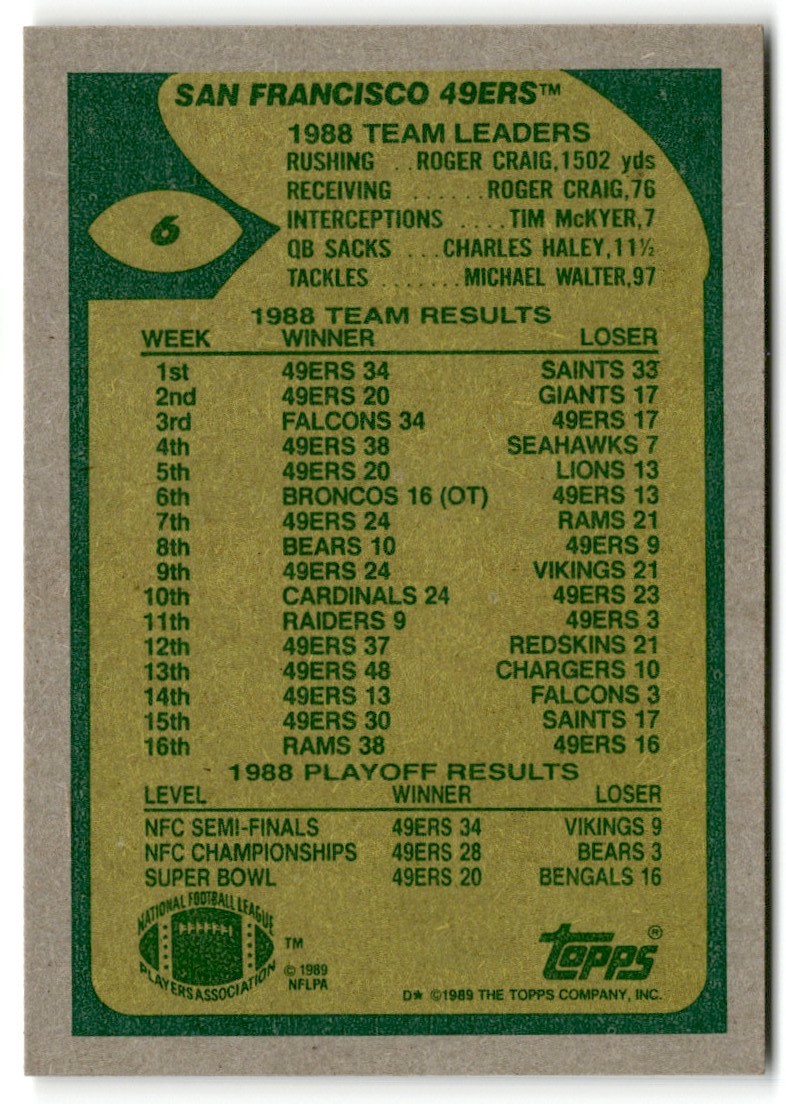 SAN FRANCISCO 49ERS™
1988 TEAM LEADERS
RUSHING ..ROGER CRAIG,1502 yds
RECEIVING ......ROGER CRAIG,76
6
INTERCEPTIONS ....TIM McKYER,7
QB SACKS ...CHARLES HALEY,11½
TACKLES .......MICHAEL WALTER,97
1988 TEAM RESULTS
WEEK WINNER LOSER
1st 49ERS 34 SAINTS 33
2nd 49ERS 20 GIANTS 17
3rd FALCONS 34 49ERS 17
4th 49ERS 38 SEAHAWKS 7
5th 49ERS 20 LIONS 13
6th BRONCOS 16 (OT) 49ERS 13
7th 49ERS 24 RAMS 21
8th BEARS 10 49ERS 9
9th 49ERS 24 VIKINGS 21
10th CARDINALS 24 49ERS 23
11th RAIDERS 9 49ERS 3
12th 49ERS 37 REDSKINS 21
13th 49ERS 48 CHARGERS 10
14th 49ERS 13 FALCONS 3
15th 49ERS 30 SAINTS 17
16th RAMS 38 49ERS 16
1988 PLAYOFF RESULTS
LEVEL WINNER LOSER
NFC SEMI-FINALS 49ERS 34 VIKINGS 9
NFC CHAMPIONSHIPS 49ERS 28 BEARS 3
SUPER BOWL 49ERS 20 BENGALS 16
NATIONAL FOOTBALL LEAGUE
PLAYERS ASSOCIATION
TM
© 1989
NFLPA
Topps®
D* ©1989 THE TOPPS COMPANY, INC.